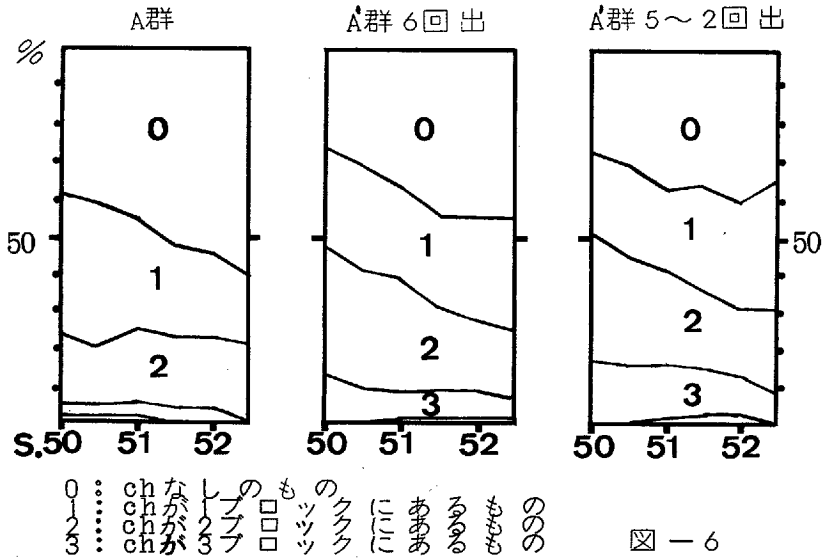 A群 A'群6回出 A'群5〜2回出
%
0 0 0
50 1 1 1 50
2 2 2
3 3
S.50 51 52 50 51 52 50 51 52
0:chなしのもの
1:chが1ブロックにあるもの
2:chが2ブロックにあるもの
3:chが3ブロックにあるもの
図-6